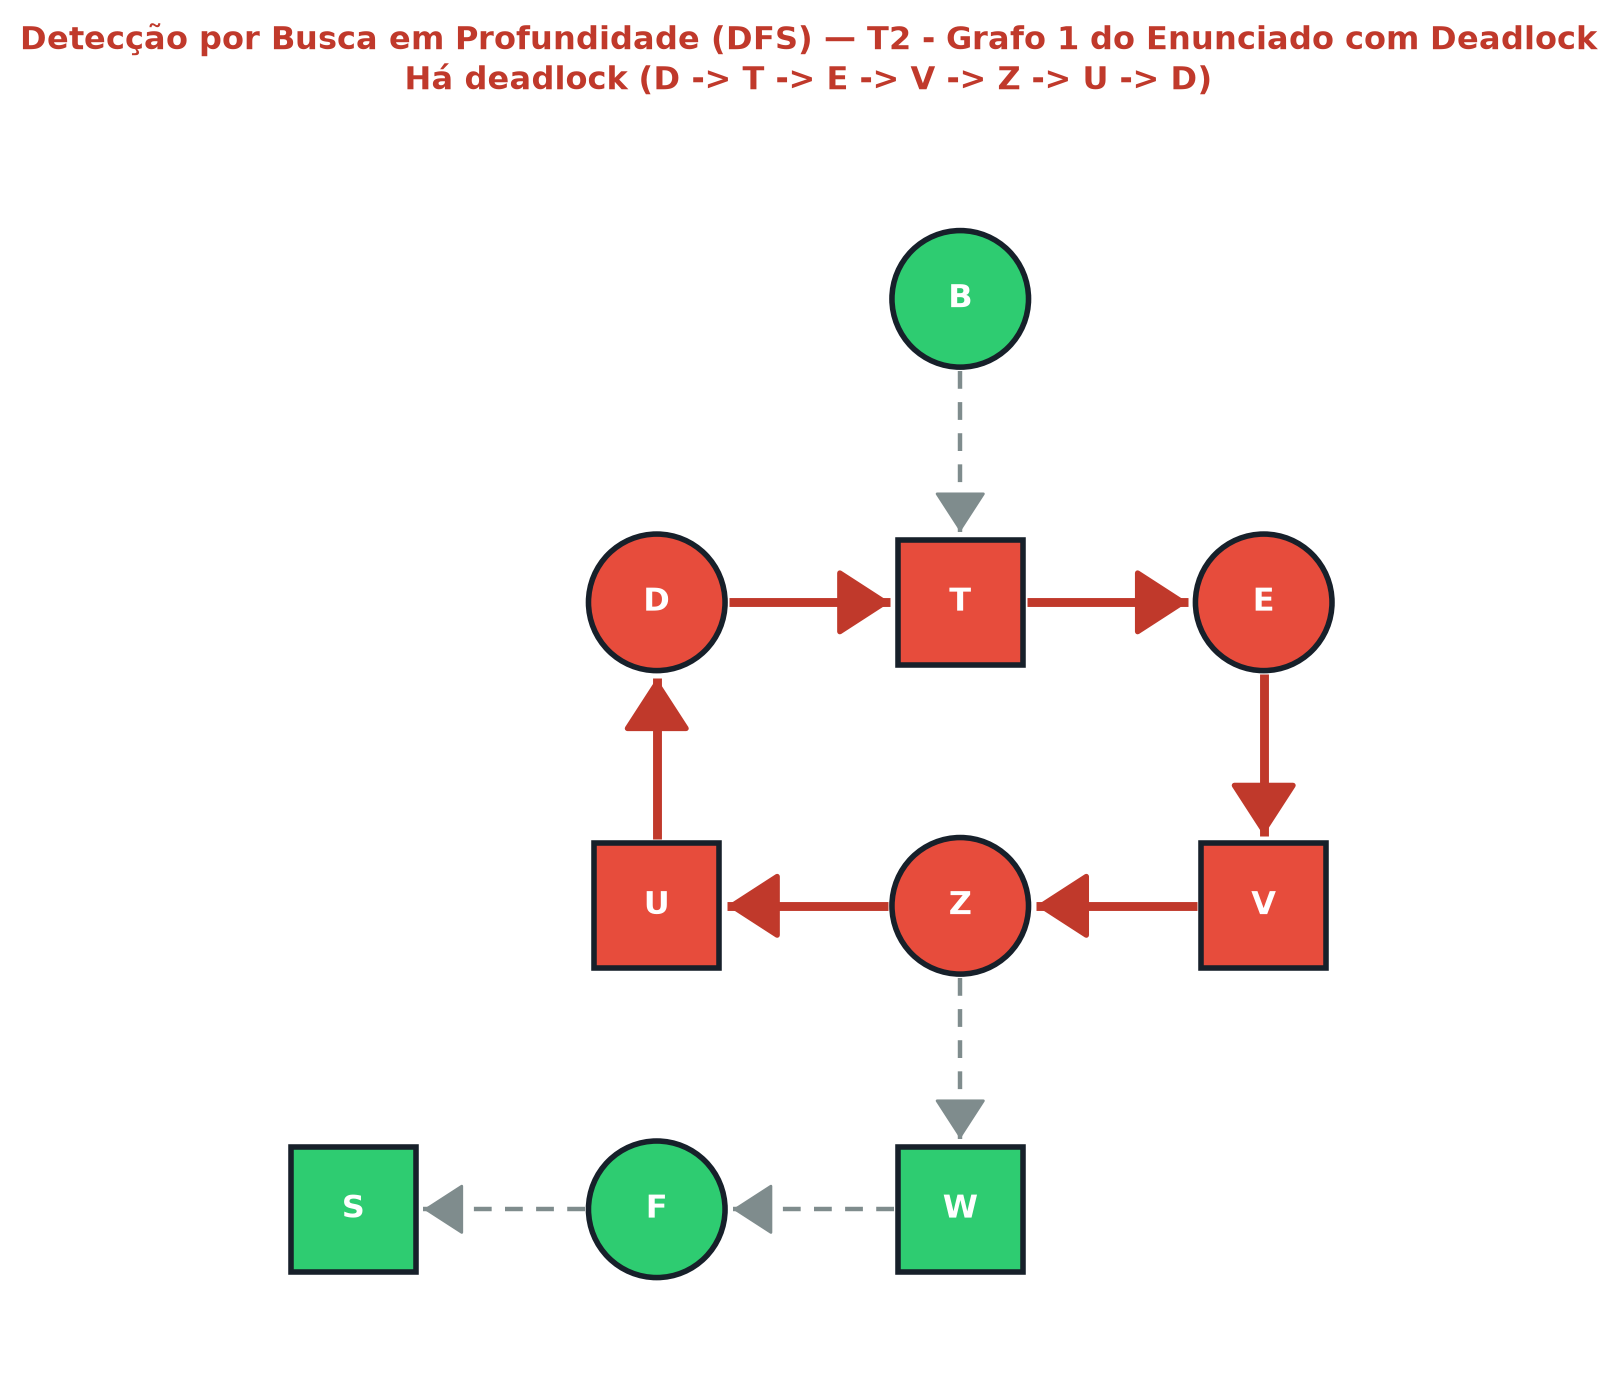 Detecção por Busca em Profundidade (DFS) — T2 - Grafo 1 do Enunciado com Deadlock
Há deadlock (D -> T -> E -> V -> Z -> U -> D)
B
D
T
E
U
Z
V
S
F
W